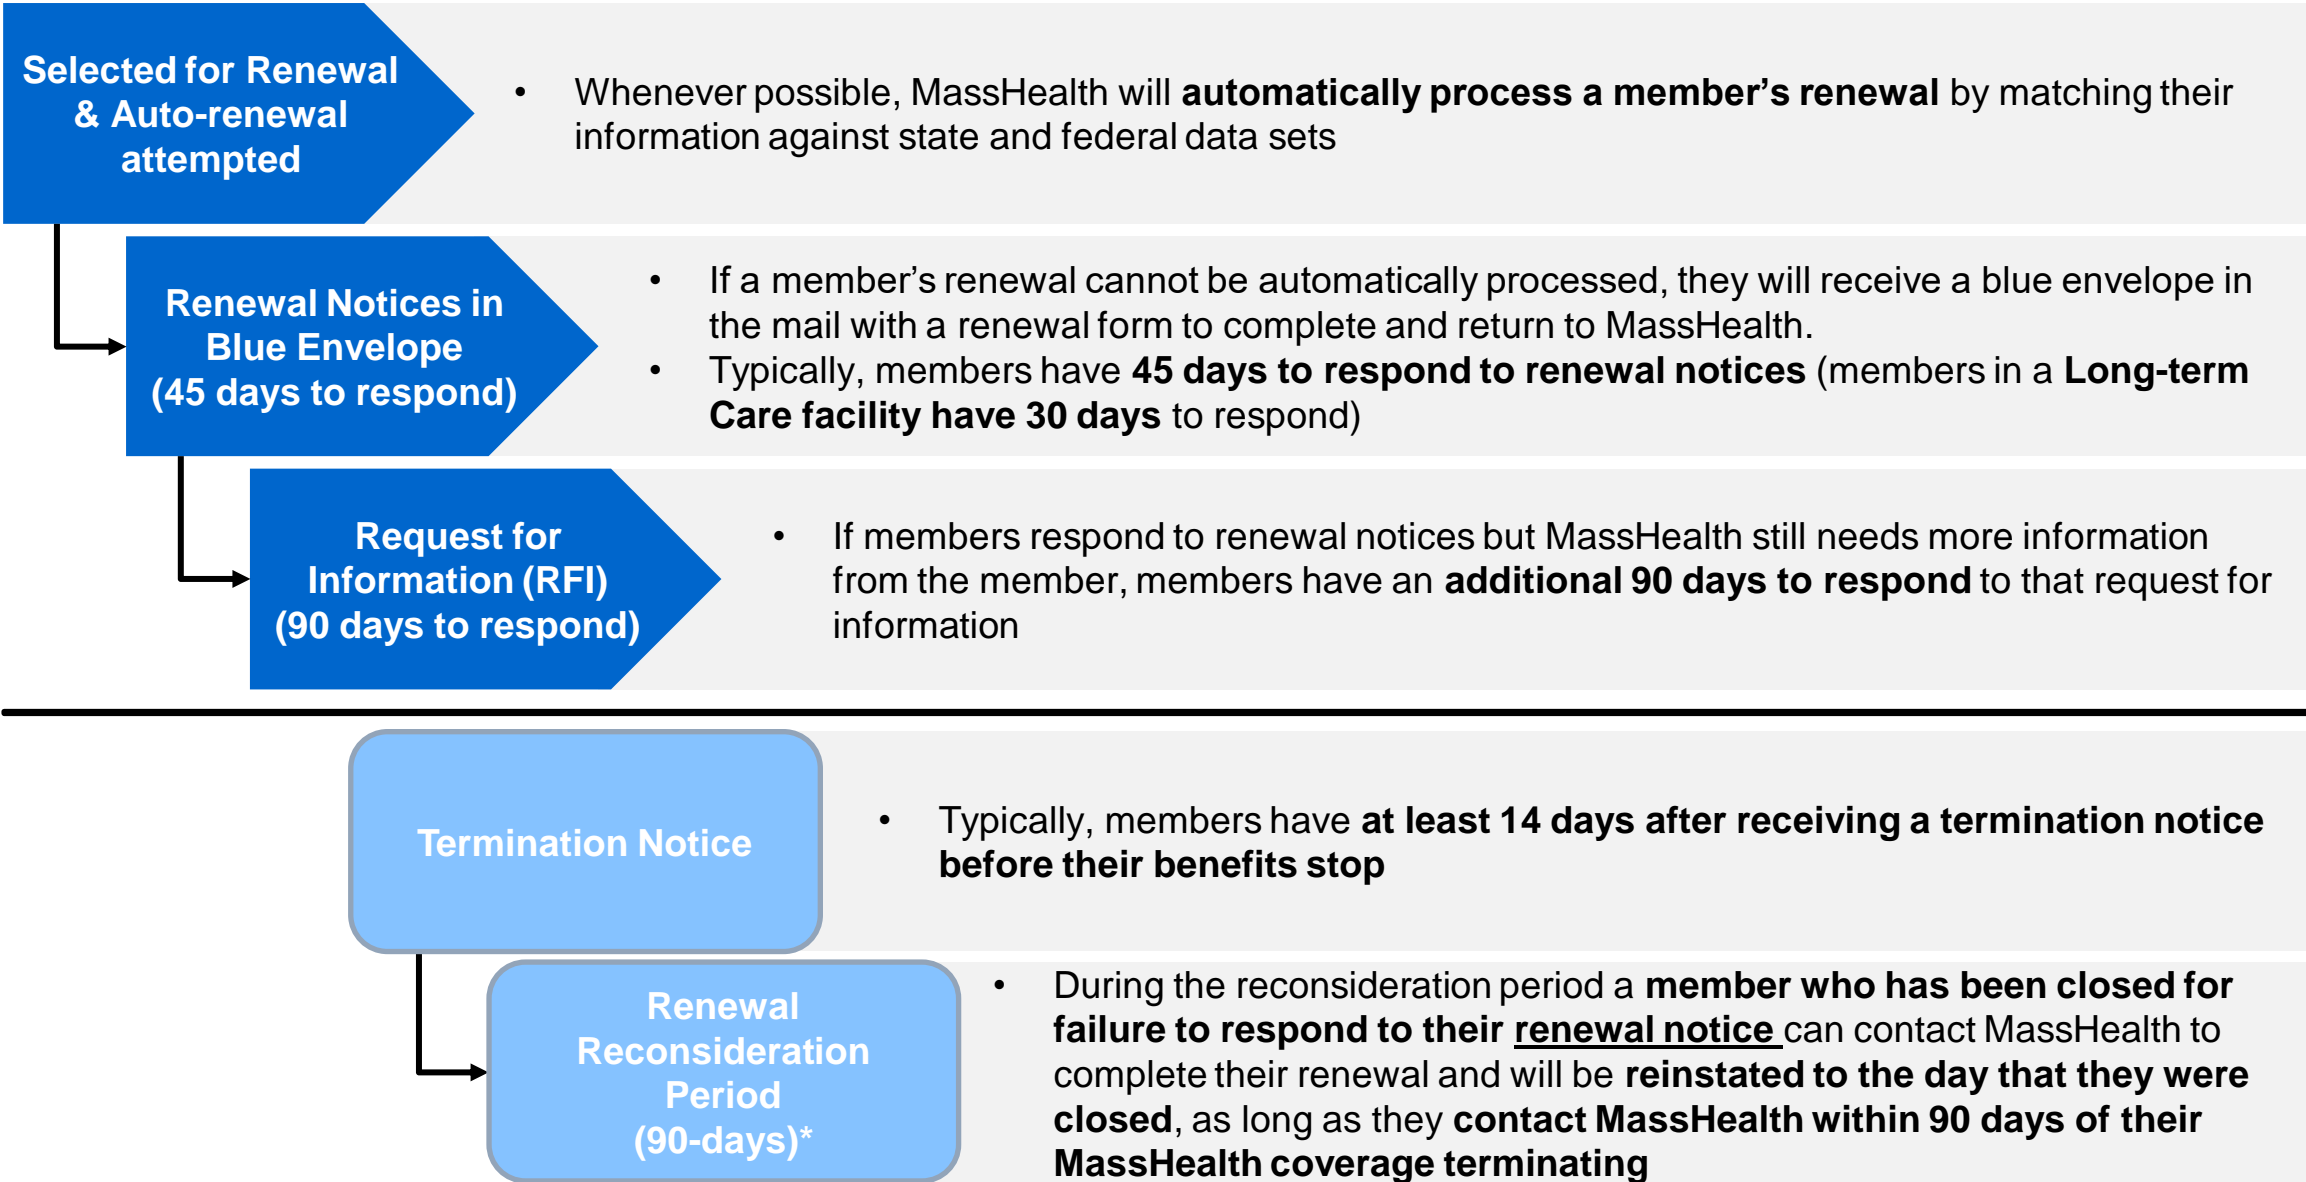 Selected for Renewal
& Auto-renewal
attempted
• Whenever possible, MassHealth will automatically process a member’s renewal by matching their
information against state and federal data sets
Renewal Notices in
Blue Envelope
(45 days to respond)
• If a member’s renewal cannot be automatically processed, they will receive a blue envelope in
the mail with a renewal form to complete and return to MassHealth.
• Typically, members have 45 days to respond to renewal notices (members in a Long-term
Care facility have 30 days to respond)
Request for
Information (RFI)
(90 days to respond)
• If members respond to renewal notices but MassHealth still needs more information
from the member, members have an additional 90 days to respond to that request for
information
Termination Notice
• Typically, members have at least 14 days after receiving a termination notice
before their benefits stop
Renewal
Reconsideration
Period
(90-days)*
• During the reconsideration period a member who has been closed for
failure to respond to their renewal notice can contact MassHealth to
complete their renewal and will be reinstated to the day that they were
closed, as long as they contact MassHealth within 90 days of their
MassHealth coverage terminating